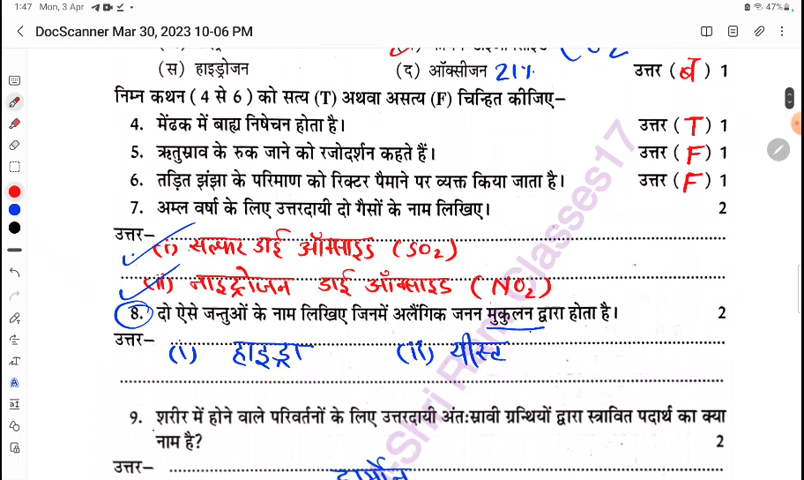 1:47 Mon, 3 Apr 47%
DocScanner Mar 30, 2023 10-06 PM
(स) हाइड्रोजन (द) ऑक्सीजन 21% उत्तर ( ब ) 1
निम्न कथन ( 4 से 6 ) को सत्य (T) अथवा असत्य (F) चिन्हित कीजिए–
4. मेंढक में बाह्य निषेचन होता है। उत्तर ( T ) 1
5. ऋतुस्राव के रुक जाने को रजोदर्शन कहते हैं। उत्तर ( F ) 1
6. तड़ित झंझा के परिमाण को रिक्टर पैमाने पर व्यक्त किया जाता है। उत्तर ( F ) 1
7. अम्ल वर्षा के लिए उत्तरदायी दो गैसों के नाम लिखिए। 2
उत्तर–
(i) सल्फर डाई ऑक्साइड (SO2)
(ii) नाइट्रोजन डाई ऑक्साइड (NO2)
8. दो ऐसे जन्तुओं के नाम लिखिए जिनमें अलैंगिक जनन मुकुलन द्वारा होता है। 2
उत्तर– (i) हाइड्रा (ii) यीस्ट
9. शरीर में होने वाले परिवर्तनों के लिए उत्तरदायी अंतःस्रावी ग्रन्थियों द्वारा स्त्रावित पदार्थ का क्या
नाम है? 2
उत्तर– हार्मोन
Shri Ram Classes17